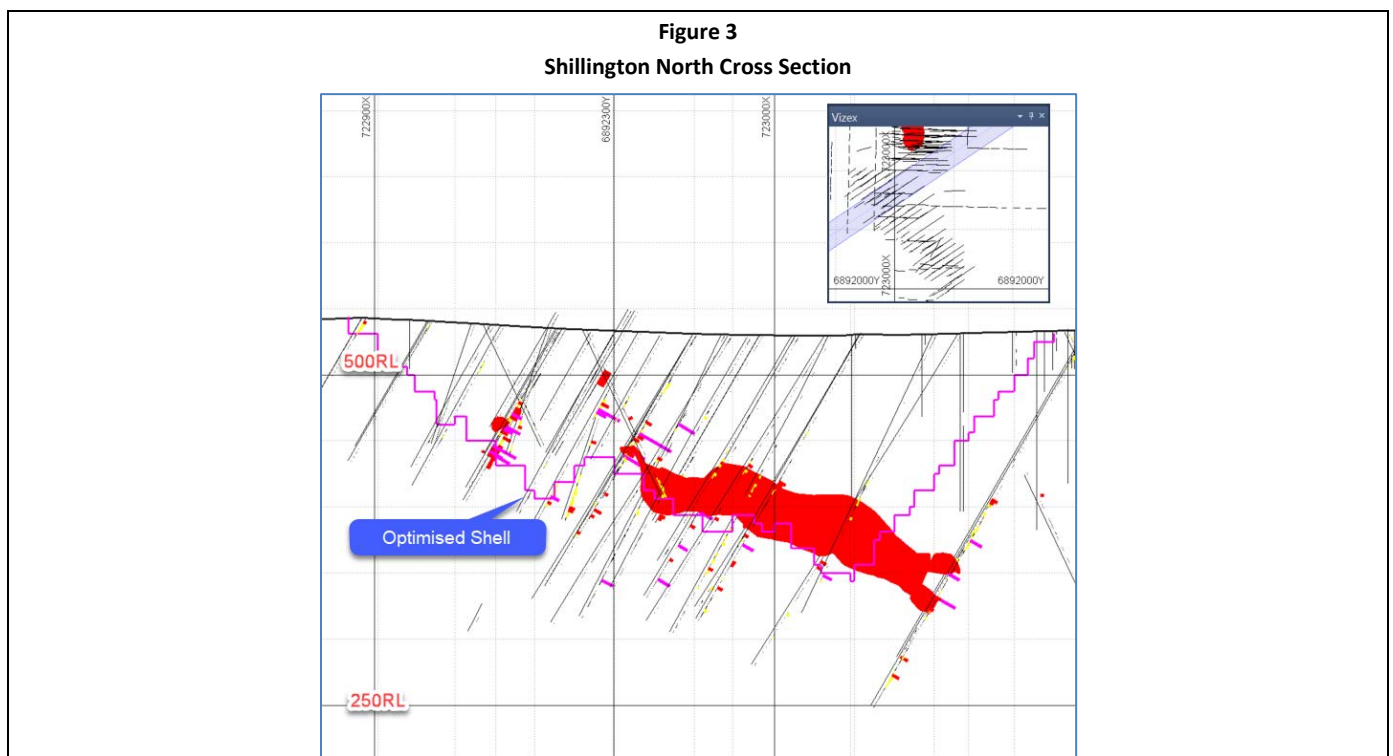 Figure 3
Shillington North Cross Section
722900X
6892300Y
723000X
Vizex
723000X
6892000Y
723000X
6892000Y
500RL
Optimised Shell
250RL